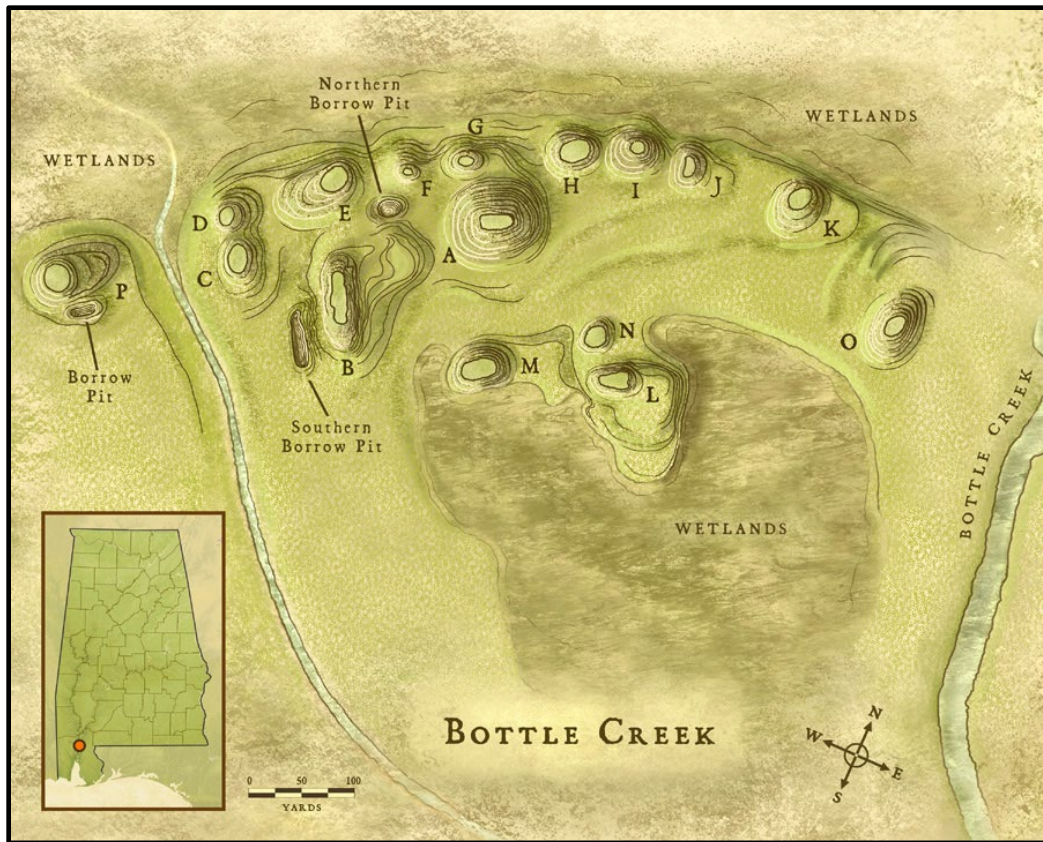 Northern
Borrow Pit
WETLANDS
WETLANDS
G
F
H
I
J
D
E
K
A
C
P
B
N
O
M
L
Borrow
Pit
Southern
Borrow Pit
WETLANDS
BOTTLE CREEK
BOTTLE CREEK
N
W
E
S
0 50 100
YARDS